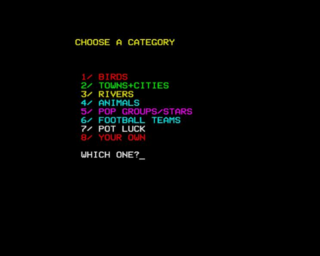 CHOOSE A CATEGORY
1/ BIRDS
2/ TOWNS+CITIES
3/ RIVERS
4/ ANIMALS
5/ POP GROUPS/STARS
6/ FOOTBALL TEAMS
7/ POT LUCK
8/ YOUR OWN
WHICH ONE?_